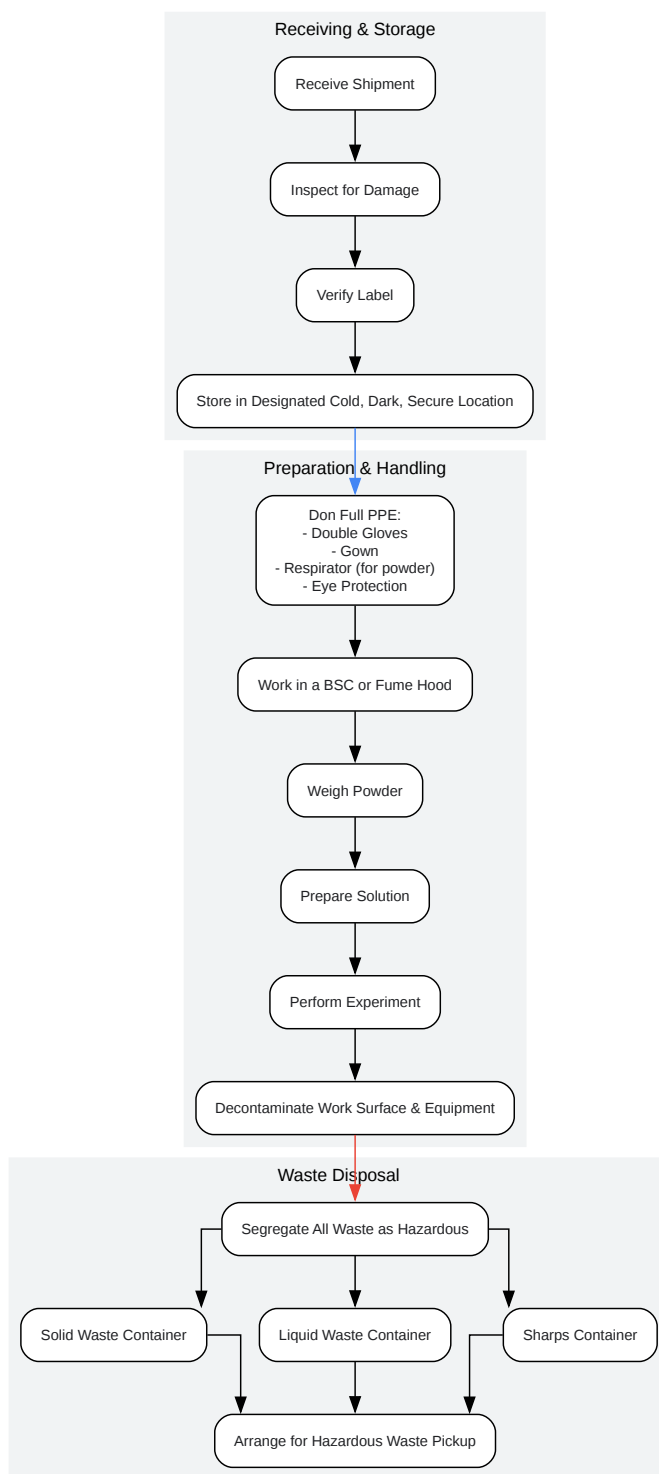 Receiving & Storage
Receive Shipment
Inspect for Damage
Verify Label
Store in Designated Cold, Dark, Secure Location
Preparation & Handling
Don Full PPE:
- Double Gloves
- Gown
- Respirator (for powder)
- Eye Protection
Work in a BSC or Fume Hood
Weigh Powder
Prepare Solution
Perform Experiment
Decontaminate Work Surface & Equipment
Waste Disposal
Segregate All Waste as Hazardous
Solid Waste Container
Liquid Waste Container
Sharps Container
Arrange for Hazardous Waste Pickup